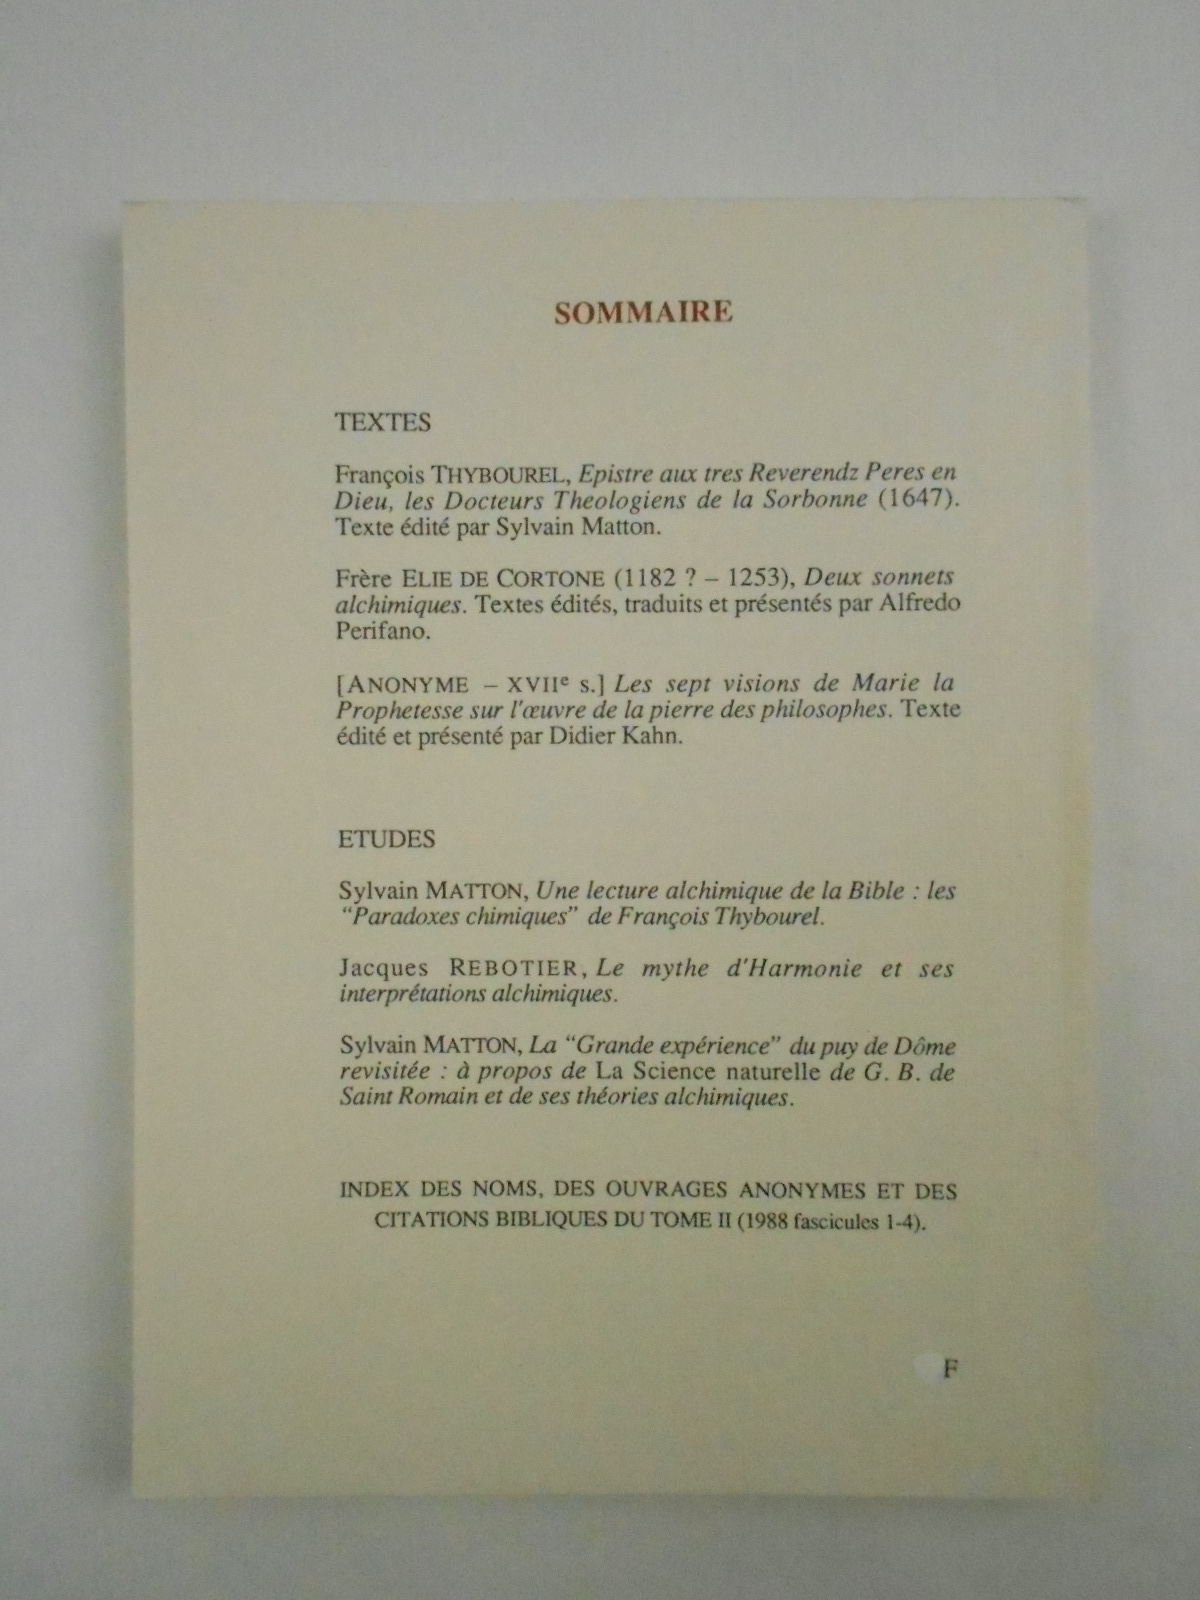 SOMMAIRE
TEXTES
François THYBOUREL, Epistre aux tres Reverendz Peres en
Dieu, les Docteurs Theologiens de la Sorbonne (1647).
Texte édité par Sylvain Matton.
Frère ELIE DE CORTONE (1182 ? – 1253), Deux sonnets
alchimiques. Textes édités, traduits et présentés par Alfredo
Perifano.
[ANONYME – XVIIe s.] Les sept visions de Marie la
Prophetesse sur l'œuvre de la pierre des philosophes. Texte
édité et présenté par Didier Kahn.
ETUDES
Sylvain MATTON, Une lecture alchimique de la Bible : les
“Paradoxes chimiques” de François Thybourel.
Jacques REBOTIER, Le mythe d'Harmonie et ses
interprétations alchimiques.
Sylvain MATTON, La “Grande expérience” du puy de Dôme
revisitée : à propos de La Science naturelle de G. B. de
Saint Romain et de ses théories alchimiques.
INDEX DES NOMS, DES OUVRAGES ANONYMES ET DES
CITATIONS BIBLIQUES DU TOME II (1988 fascicules 1-4).
F